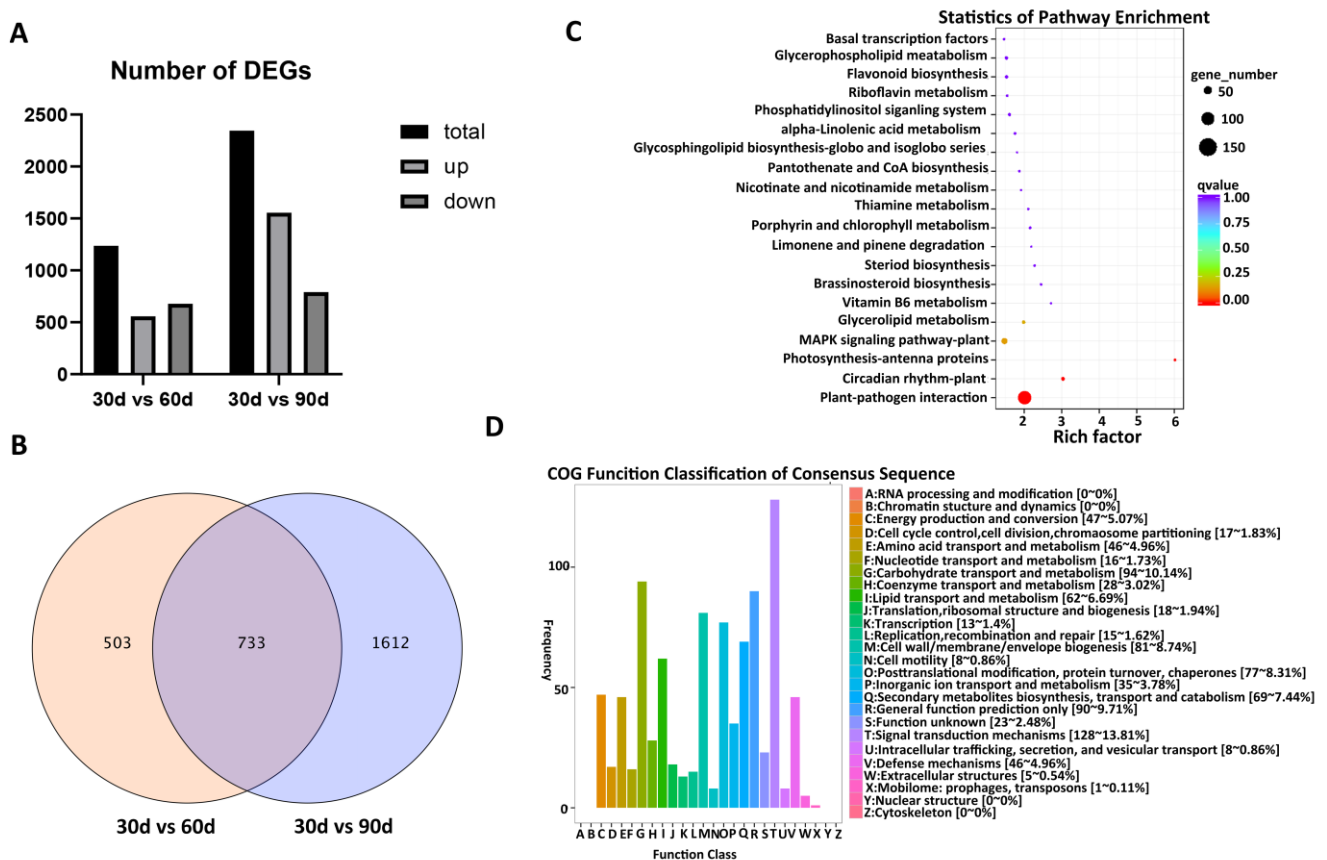 A
Number of DEGs
2500
2000
1500
1000
500
0
total
up
down
30d vs 60d
30d vs 90d
B
503
733
1612
30d vs 60d
30d vs 90d
C
Statistics of Pathway Enrichment
Basal transcription factors
Glycerophospholipid meatabolism
Flavonoid biosynthesis
Riboflavin metabolism
Phosphatidylinositol siganling system
alpha-Linolenic acid metabolism
Glycosphingolipid biosynthesis-globo and isoglobo series
Pantothenate and CoA biosynthesis
Nicotinate and nicotinamide metabolism
Thiamine metabolism
Porphyrin and chlorophyll metabolism
Limonene and pinene degradation
Steriod biosynthesis
Brassinosteroid biosynthesis
Vitamin B6 metabolism
Glycerolipid metabolism
MAPK signaling pathway-plant
Photosynthesis-antenna proteins
Circadian rhythm-plant
Plant-pathogen interaction
2 3 4 5 6
Rich factor
gene_number
50
100
150
qvalue
1.00
0.75
0.50
0.25
0.00
D
COG Funcition Classification of Consensus Sequence
Frequency
100
50
0
A B C D E F G H I J K L M N O P Q R S T U V W X Y Z
Function Class
A:RNA processing and modification [0~0%]
B:Chromatin stucture and dynamics [0~0%]
C:Energy production and conversion [47~5.07%]
D:Cell cycle control,cell division,chromaosome partitioning [17~1.83%]
E:Amino acid transport and metabolism [46~4.96%]
F:Nucleotide transport and metabolism [16~1.73%]
G:Carbohydrate transport and metabolism [94~10.14%]
H:Coenzyme transport and metabolism [28~3.02%]
I:Lipid transport and metabolism [62~6.69%]
J:Translation,ribosomal structure and biogenesis [18~1.94%]
K:Transcription [13~1.4%]
L:Replication,recombination and repair [15~1.62%]
M:Cell wall/membrane/envelope biogenesis [81~8.74%]
N:Cell motility [8~0.86%]
O:Posttranslational modification, protein turnover, chaperones [77~8.31%]
P:Inorganic ion transport and metabolism [35~3.78%]
Q:Secondary metabolites biosynthesis, transport and catabolism [69~7.44%]
R:General function prediction only [90~9.71%]
S:Function unknown [23~2.48%]
T:Signal transduction mechanisms [128~13.81%]
U:Intracellular trafficking, secretion, and vesicular transport [8~0.86%]
V:Defense mechanisms [46~4.96%]
W:Extracellular structures [5~0.54%]
X:Mobilome: prophages, transposons [1~0.11%]
Y:Nuclear structure [0~0%]
Z:Cytoskeleton [0~0%]